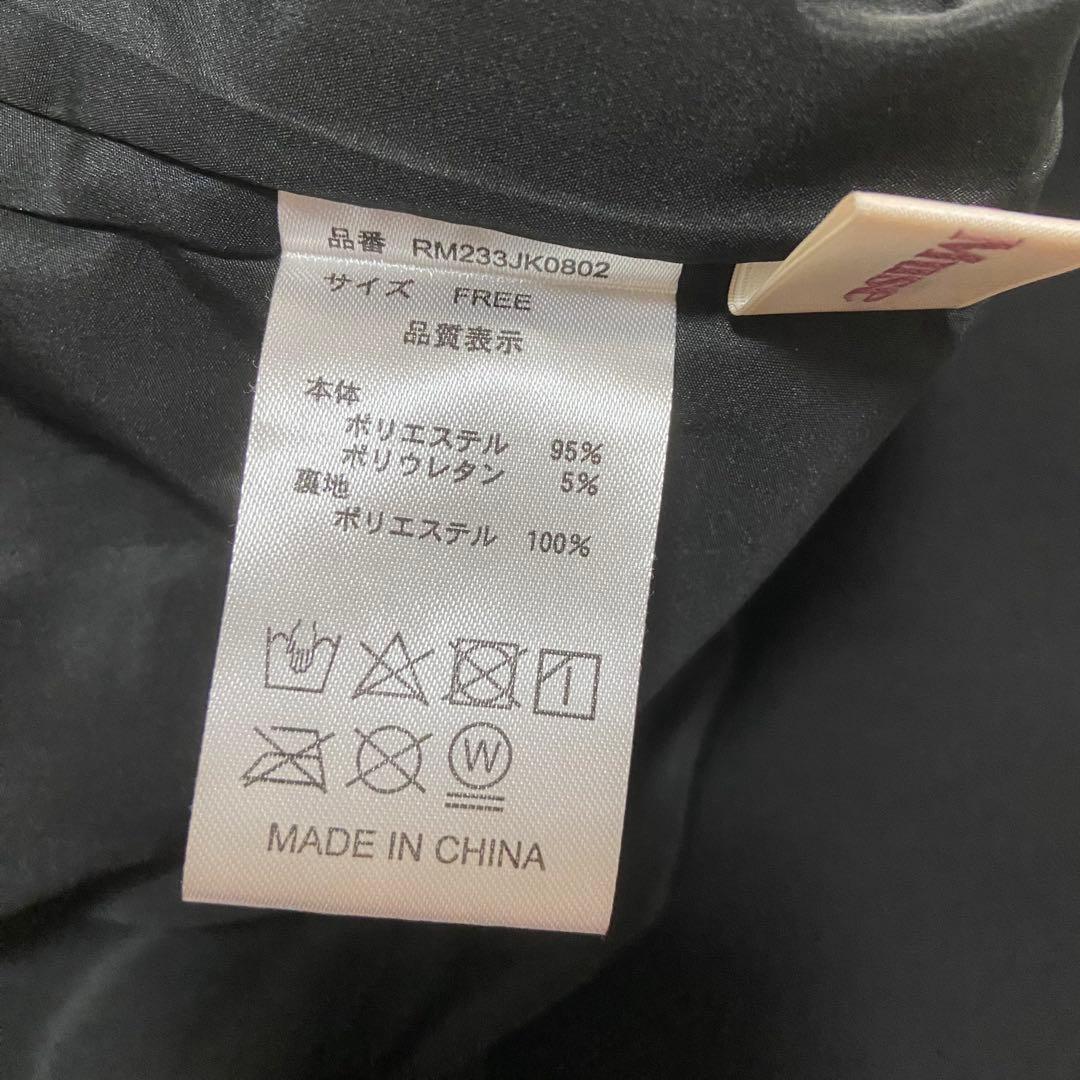 品番 RM233JK0802
サイズ FREE
品質表示
本体
ポリエステル 95%
ポリウレタン 5%
裏地
ポリエステル 100%
1
W
MADE IN CHINA
Muse